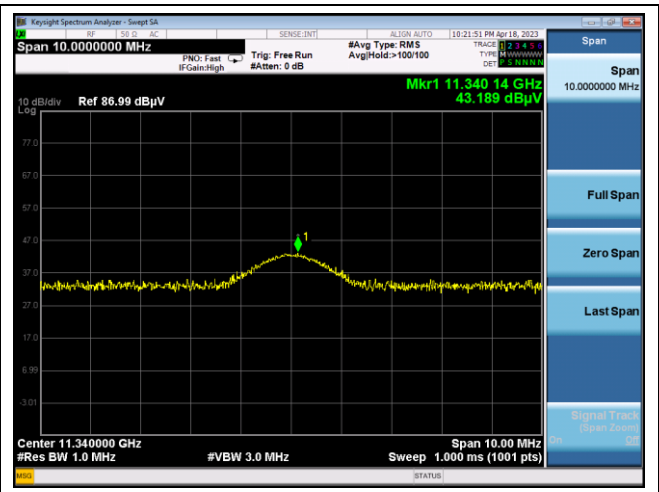 Keysight Spectrum Analyzer - Swept SA
LXI RF 50 Ω AC SENSE:INT ALIGN AUTO 10:21:51 PM Apr 18, 2023
Span 10.0000000 MHz
PNO: Fast
IFGain:High
Trig: Free Run
#Atten: 0 dB
#Avg Type: RMS
Avg|Hold:>100/100
TRACE 1 2 3 4 5 6
TYPE M W W W W W
DET P S N N N N
Mkr1 11.340 14 GHz
43.189 dBµV
10 dB/div Ref 86.99 dBµV
Log
77.0
67.0
57.0
47.0
37.0
27.0
17.0
6.99
-3.01
1
Center 11.340000 GHz
Span 10.00 MHz
#Res BW 1.0 MHz
#VBW 3.0 MHz
Sweep 1.000 ms (1001 pts)
MSG
STATUS
Span
Span
10.0000000 MHz
Full Span
Zero Span
Last Span
Signal Track
(Span Zoom)
On Off